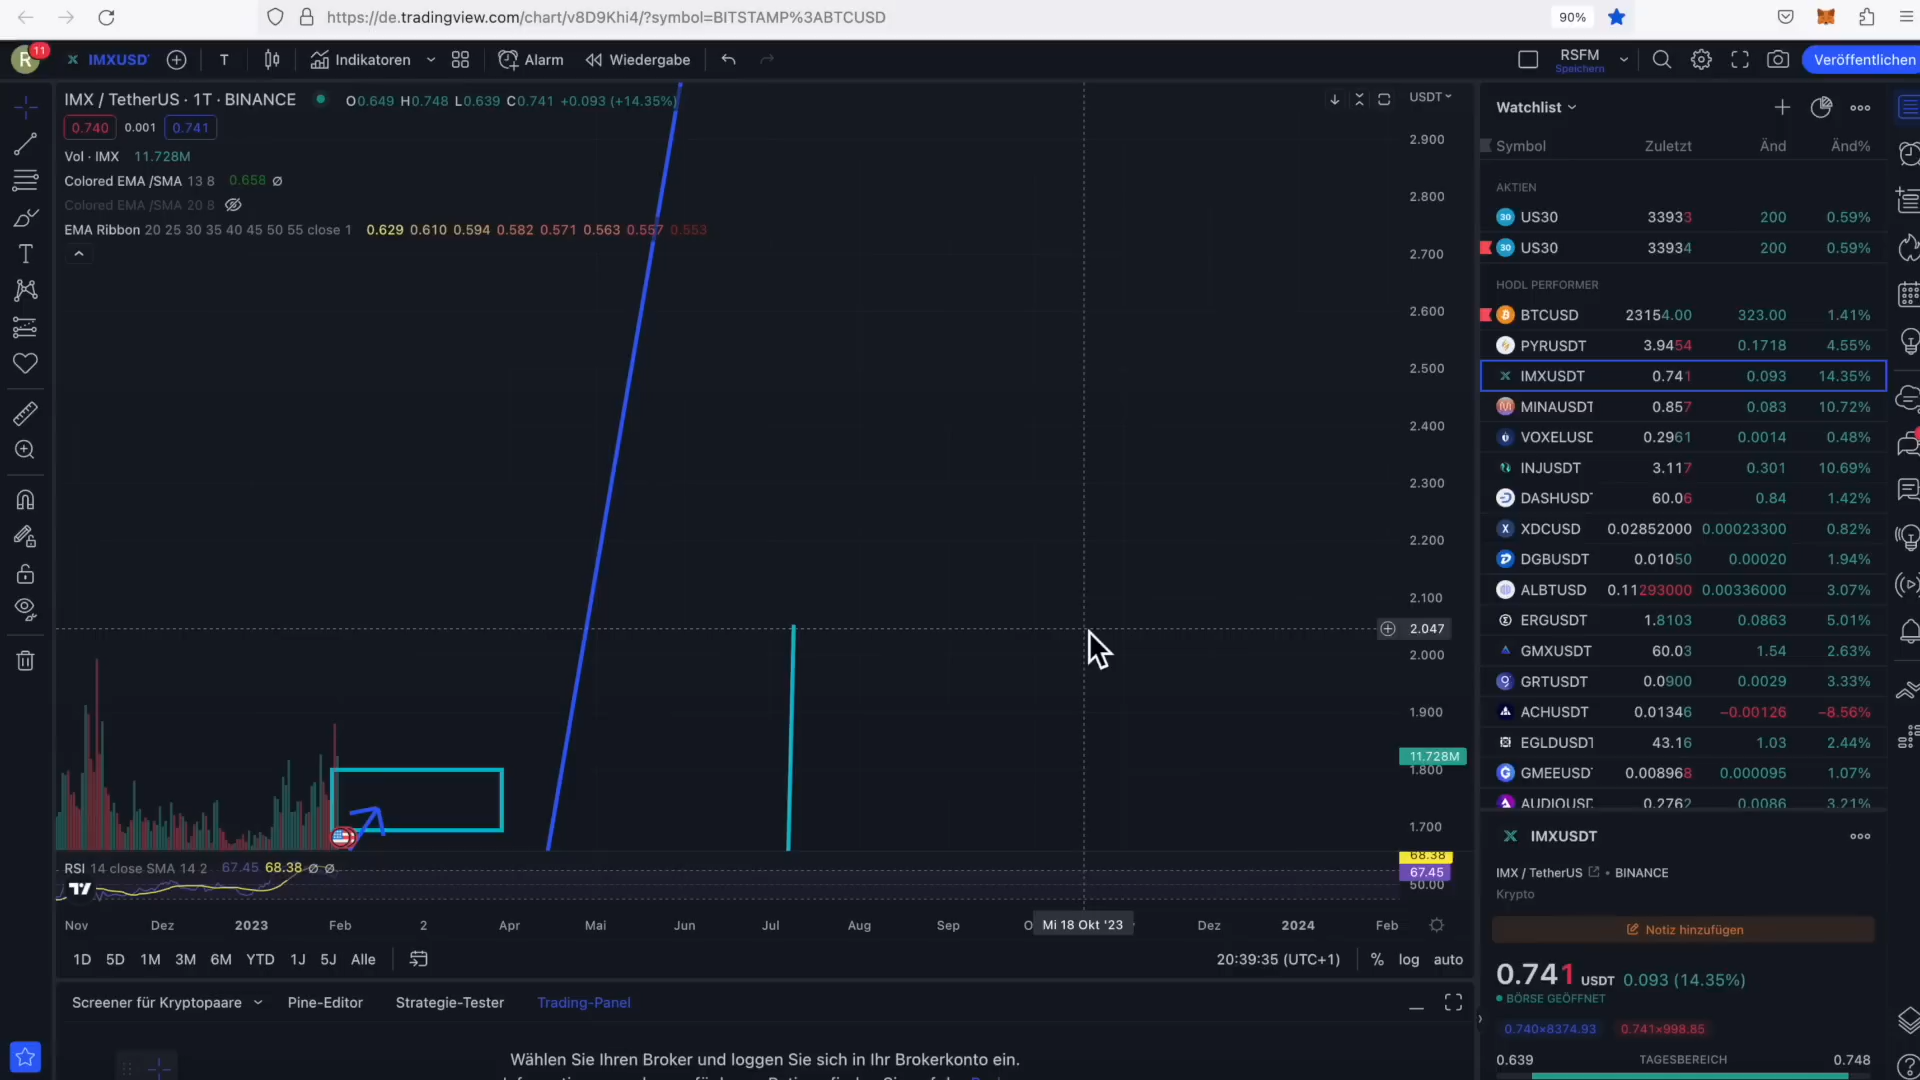 https://de.tradingview.com/chart/v8D9Khi4/?symbol=BITSTAMP%3ABTCUSD
90%
R
11
IMXUSD
T
Indikatoren
Alarm
Wiedergabe
RSFM
Speichern
Veröffentlichen
IMX / TetherUS · 1T · BINANCE
O0.649 H0.748 L0.639 C0.741 +0.093 (+14.35%)
0.740 0.001 0.741
Vol · IMX 11.728M
Colored EMA /SMA 13 8 0.658 Ø
Colored EMA /SMA 20 8
EMA Ribbon 20 25 30 35 40 45 50 55 close 1 0.629 0.610 0.594 0.582 0.571 0.563 0.557 0.553
USDT
2.900
2.800
2.700
2.600
2.500
2.400
2.300
2.200
2.100
2.047
2.000
1.900
11.728M
1.800
1.700
RSI 14 close SMA 14 2 67.45 68.38 Ø Ø
68.38
67.45
50.00
Nov Dez 2023 Feb 2 Apr Mai Jun Jul Aug Sep O Mi 18 Okt '23 Dez 2024 Feb
1D 5D 1M 3M 6M YTD 1J 5J Alle
20:39:35 (UTC+1) % log auto
Screener für Kryptopaare Pine-Editor Strategie-Tester Trading-Panel
Wählen Sie Ihren Broker und loggen Sie sich in Ihr Brokerkonto ein.
Watchlist
Symbol Zuletzt Änd Änd%
AKTIEN
US30 33933 200 0.59%
US30 33934 200 0.59%
HODL PERFORMER
BTCUSD 23154.00 323.00 1.41%
PYRUSDT 3.9454 0.1718 4.55%
IMXUSDT 0.741 0.093 14.35%
MINAUSDT 0.857 0.083 10.72%
VOXELUSD 0.2961 0.0014 0.48%
INJUSDT 3.117 0.301 10.69%
DASHUSDT 60.06 0.84 1.42%
XDCUSD 0.02852000 0.00023300 0.82%
DGBUSDT 0.01050 0.00020 1.94%
ALBTUSD 0.11293000 0.00336000 3.07%
ERGUSDT 1.8103 0.0863 5.01%
GMXUSDT 60.03 1.54 2.63%
GRTUSDT 0.0900 0.0029 3.33%
ACHUSDT 0.01346 −0.00126 −8.56%
EGLDUSDT 43.16 1.03 2.44%
GMEEUSD 0.008968 0.000095 1.07%
AUDIOUSD 0.2762 0.0086 3.21%
IMXUSDT
IMX / TetherUS • BINANCE
Krypto
Notiz hinzufügen
0.741 USDT 0.093 (14.35%)
BÖRSE GEÖFFNET
0.740×8374.93 0.741×998.85
0.639 TAGESBEREICH 0.748